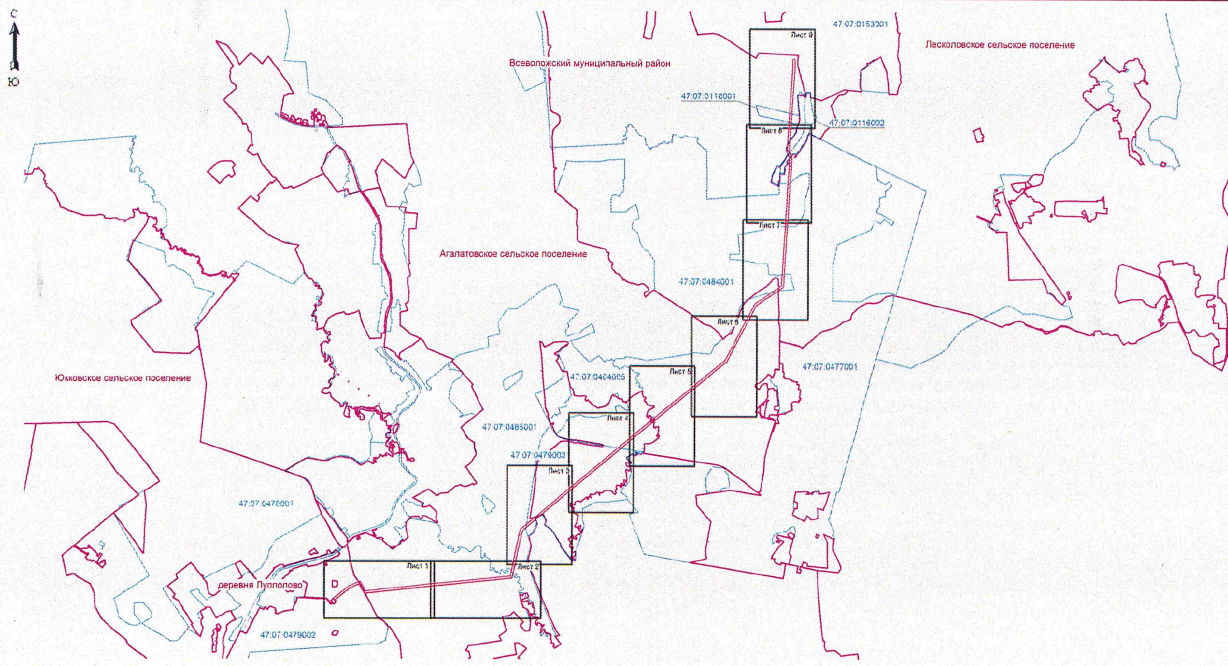 С
Ю
Лист 9
47:07:0153001
Лесколовское сельское поселение
Всеволожский муниципальный район
47:07:0116001
47:07:0116002
Лист 8
Лист 7
Агалатовское сельское поселение
47:07:0484001
Лист 6
Юкковское сельское поселение
47:07:0404005
Лист 5
47:07:0477001
Лист 4
47:07:0485001
47:07:0479003
Лист 3
47:07:0478001
Лист 1
Лист 2
деревня Лупполово
47:07:0479002